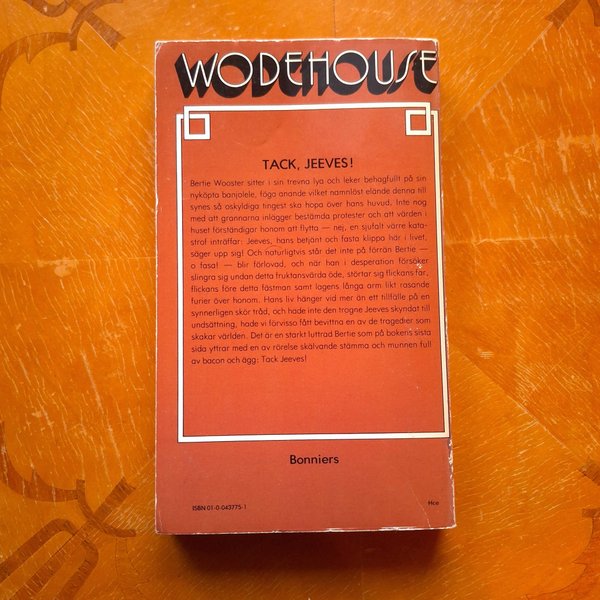 WODEHOUSE
TACK, JEEVES!
Bertie Wooster sitter i sin trevna lya och leker behagfullt på sin
nyköpta banjolele, föga anande vilket namnlöst elände denna till
synes så oskyldiga tingest ska hopa över hans huvud. Inte nog
med att grannarna inlägger bestämda protester och att värden i
huset förständigar honom att flytta — nej, en sjufalt värre kata-
strof inträffar: Jeeves, hans betjänt och fasta klippa här i livet,
säger upp sig! Och naturligtvis står det inte på förrän Bertie —
o fasa! — blir förlovad, och när han i desperation försöker
slingra sig undan detta fruktansvärda öde, störtar sig flickans far,
flickans före detta fästman samt lagens långa arm likt rasande
furier över honom. Hans liv hänger vid mer än ett tillfälle på en
synnerligen skör tråd, och hade inte den trogne Jeeves skyndat till
undsättning, hade vi förvisso fått bevittna en av de tragedier som
skakar världen. Det är en starkt luttrad Bertie som på bokens sista
sida yttrar med en av rörelse skälvande stämma och munnen full
av bacon och ägg: Tack Jeeves!
Bonniers
ISBN 01-0-043775-1
Hco